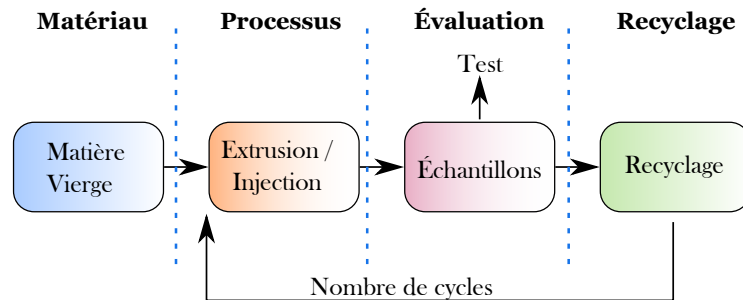 Matériau
Processus
Évaluation
Recyclage
Test
Matière
Vierge
Extrusion /
Injection
Échantillons
Recyclage
Nombre de cycles